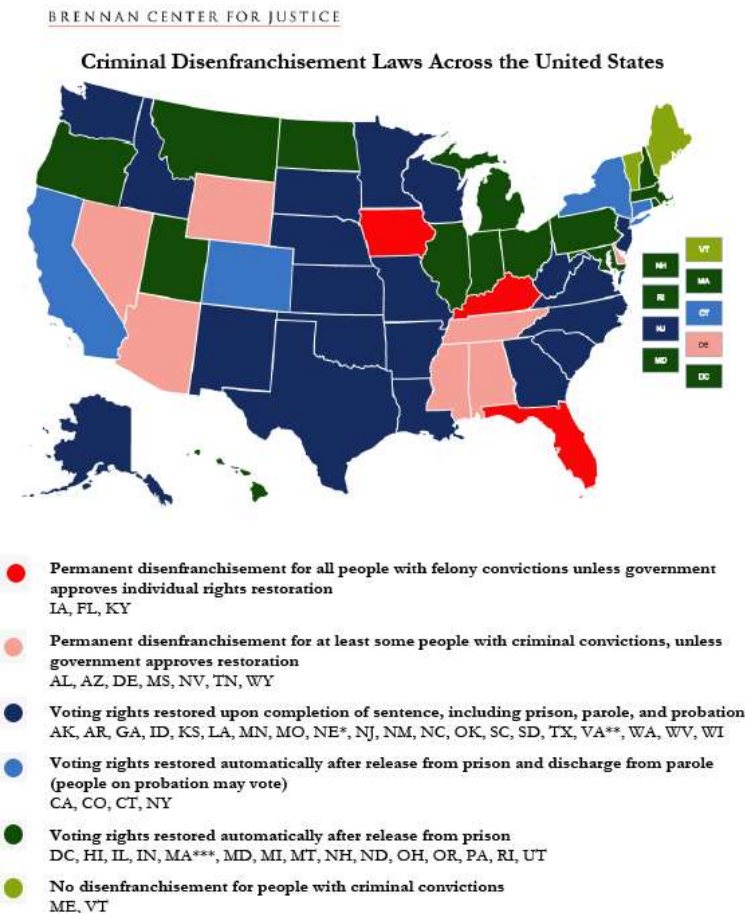 BRENNAN CENTER FOR JUSTICE
Criminal Disenfranchisement Laws Across the United States
VT
NH
MA
RI
CT
NJ
DE
MD
DC
Permanent disenfranchisement for all people with felony convictions unless government
approves individual rights restoration
IA, FL, KY
Permanent disenfranchisement for at least some people with criminal convictions, unless
government approves restoration
AL, AZ, DE, MS, NV, TN, WY
Voting rights restored upon completion of sentence, including prison, parole, and probation
AK, AR, GA, ID, KS, LA, MN, MO, NE*, NJ, NM, NC, OK, SC, SD, TX, VA**, WA, WV, WI
Voting rights restored automatically after release from prison and discharge from parole
(people on probation may vote)
CA, CO, CT, NY
Voting rights restored automatically after release from prison
DC, HI, IL, IN, MA***, MD, MI, MT, NH, ND, OH, OR, PA, RI, UT
No disenfranchisement for people with criminal convictions
ME, VT